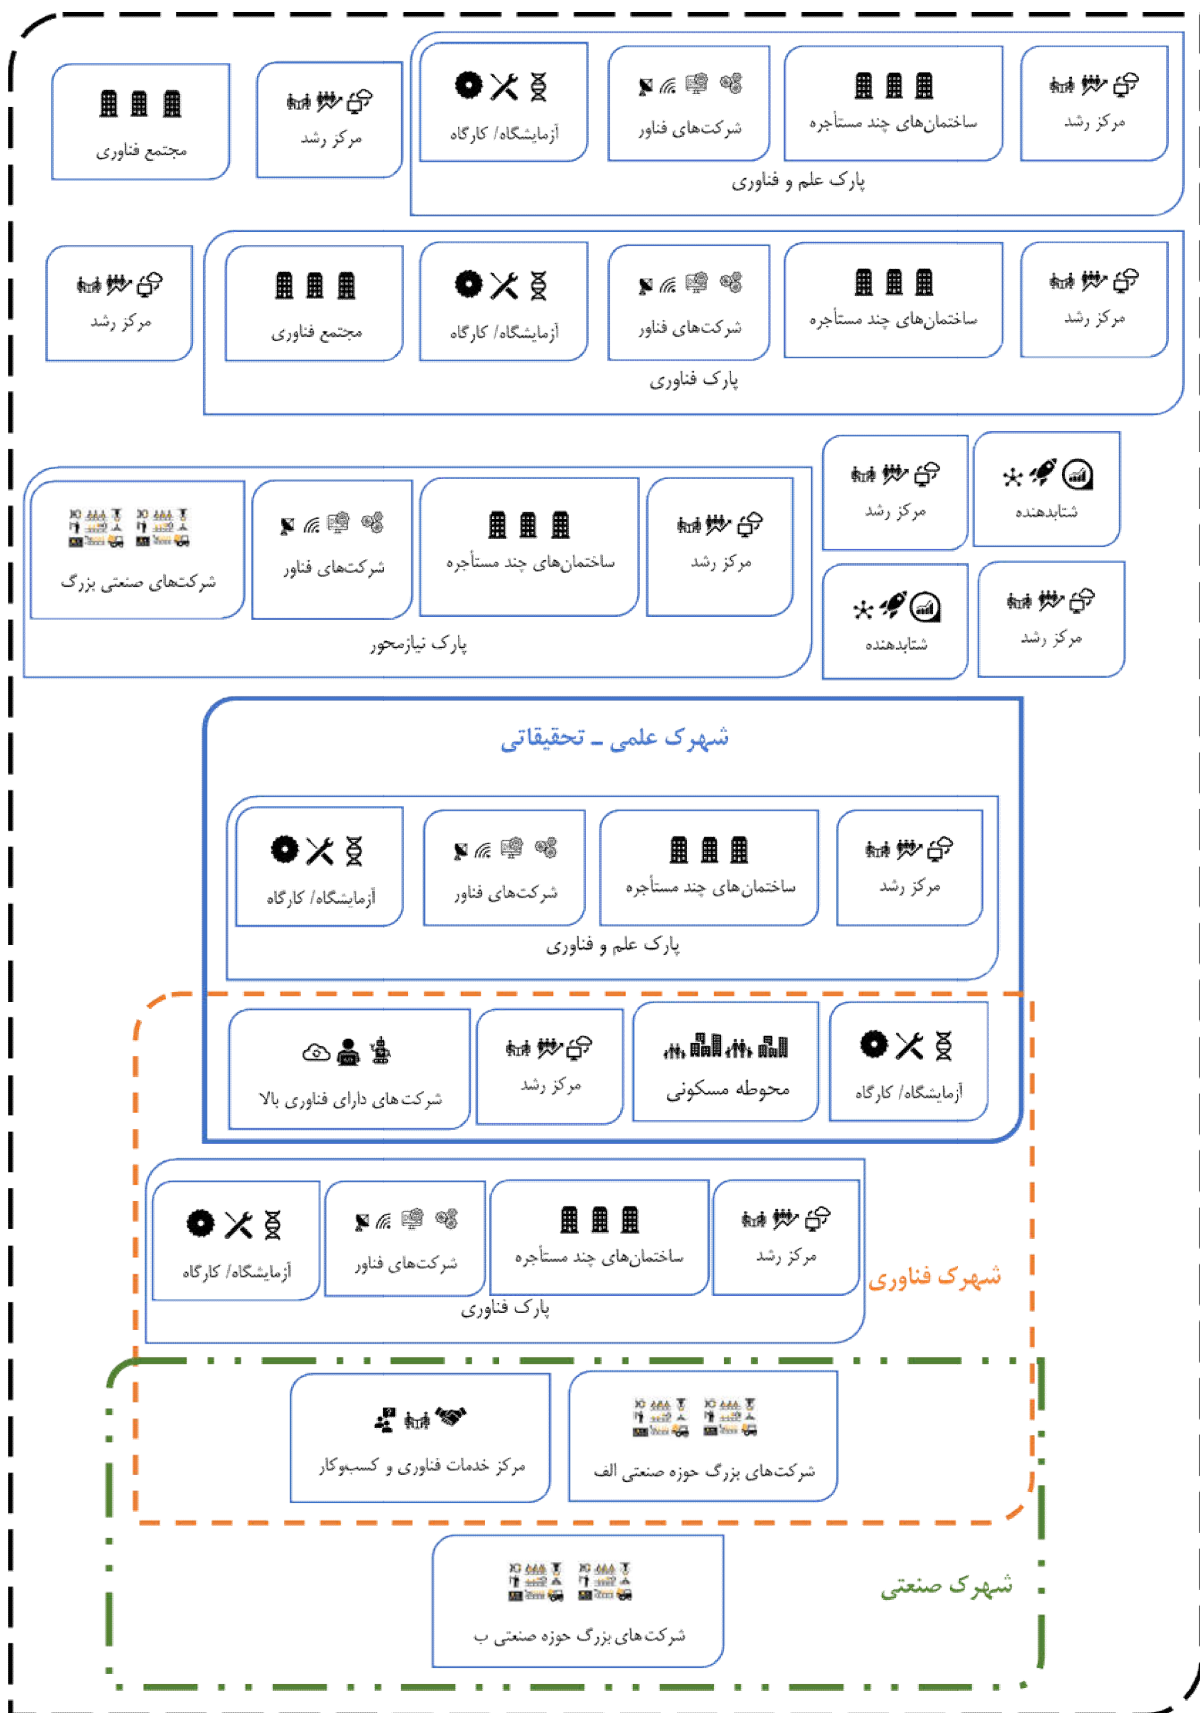 مرکز رشد
ساختمان‌های چند مستأجره
شرکت‌های فناور
آزمایشگاه/ کارگاه
پارک علم و فناوری
مرکز رشد
مجتمع فناوری
مرکز رشد
ساختمان‌های چند مستأجره
شرکت‌های فناور
آزمایشگاه/ کارگاه
مجتمع فناوری
پارک فناوری
مرکز رشد
شتابدهنده
مرکز رشد
مرکز رشد
شتابدهنده
مرکز رشد
ساختمان‌های چند مستأجره
شرکت‌های فناور
شرکت‌های صنعتی بزرگ
پارک نیازمحور
شهرک علمی ـ تحقیقاتی
مرکز رشد
ساختمان‌های چند مستأجره
شرکت‌های فناور
آزمایشگاه/ کارگاه
پارک علم و فناوری
آزمایشگاه/ کارگاه
محوطه مسکونی
مرکز رشد
شرکت‌های دارای فناوری بالا
شهرک فناوری
مرکز رشد
ساختمان‌های چند مستأجره
شرکت‌های فناور
آزمایشگاه/ کارگاه
پارک فناوری
شرکت‌های بزرگ حوزه صنعتی الف
مرکز خدمات فناوری و کسب‌وکار
شهرک صنعتی
شرکت‌های بزرگ حوزه صنعتی ب